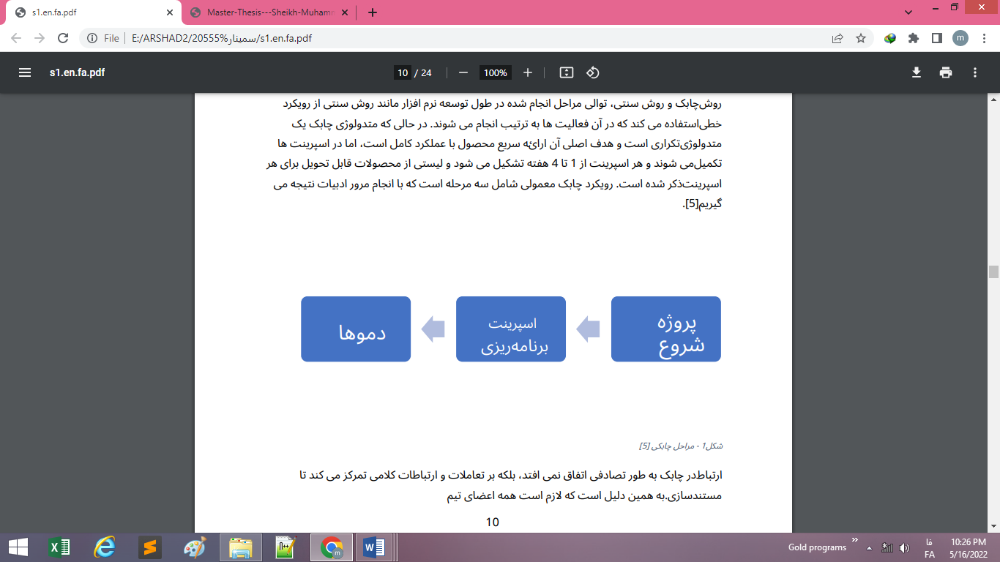 s1.en.fa.pdf
Master-Thesis---Sheikh-Muham
File
E:/ARSHAD2/20555%سمینار/s1.en.fa.pdf
m
s1.en.fa.pdf
10 / 24
100%
روش‌چابک و روش سنتی، توالی مراحل انجام شده در طول توسعه نرم افزار مانند روش سنتی از رویکرد
خطی‌استفاده می کند که در آن فعالیت ها به ترتیب انجام می شوند. در حالی که متدولوژی چابک یک
متدولوژی‌تکراری است و هدف اصلی آن ارائه سریع محصول با عملکرد کامل است، اما در اسپرینت ها
تکمیل‌می شوند و هر اسپرینت از 1 تا 4 هفته تشکیل می شود و لیستی از محصولات قابل تحویل برای هر
اسپرینت‌ذکر شده است. رویکرد چابک معمولی شامل سه مرحله است که با انجام مرور ادبیات نتیجه می
گیریم[5].
پروژه
شروع
اسپرینت
برنامه‌ریزی
دموها
شکل1 - مراحل چابکی [5]
ارتباط‌در چابک به طور تصادفی اتفاق نمی افتد، بلکه بر تعاملات و ارتباطات کلامی تمرکز می کند تا
مستندسازی.به همین دلیل است که لازم است همه اعضای تیم
10
Gold programs
فا
FA
10:26 PM
5/16/2022